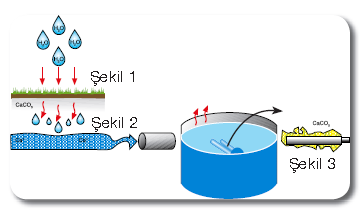 H₂O
H₂O
H₂O
H₂O
Şekil 1
CaCO₃
Şekil 2
CaCO₃
Şekil 3